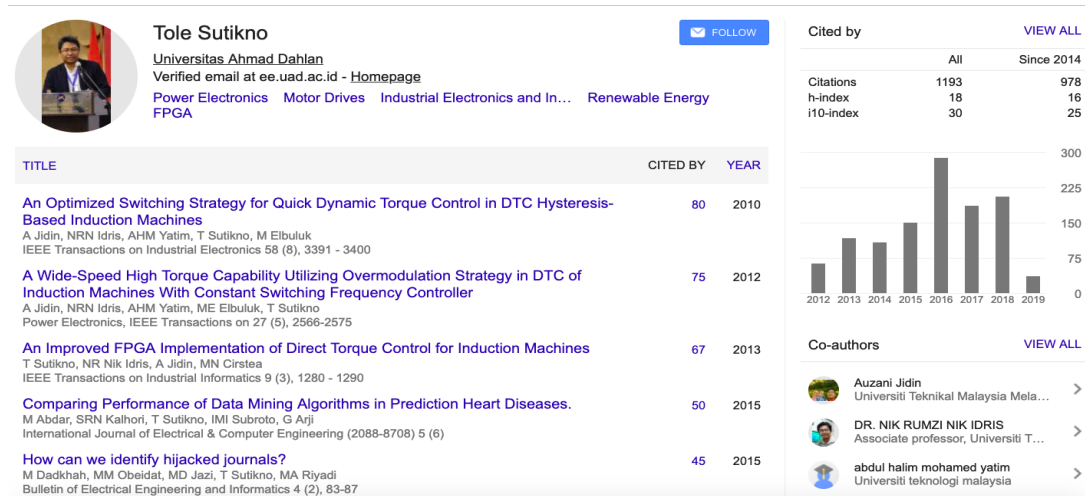 Tole Sutikno
FOLLOW
Universitas Ahmad Dahlan
Verified email at ee.uad.ac.id - Homepage
Power Electronics Motor Drives Industrial Electronics and In... Renewable Energy
FPGA
TITLE CITED BY YEAR
An Optimized Switching Strategy for Quick Dynamic Torque Control in DTC Hysteresis- 80 2010
Based Induction Machines
A Jidin, NRN Idris, AHM Yatim, T Sutikno, M Elbuluk
IEEE Transactions on Industrial Electronics 58 (8), 3391 - 3400
A Wide-Speed High Torque Capability Utilizing Overmodulation Strategy in DTC of 75 2012
Induction Machines With Constant Switching Frequency Controller
A Jidin, NRN Idris, AHM Yatim, ME Elbuluk, T Sutikno
Power Electronics, IEEE Transactions on 27 (5), 2566-2575
An Improved FPGA Implementation of Direct Torque Control for Induction Machines 67 2013
T Sutikno, NR Nik Idris, A Jidin, MN Cirstea
IEEE Transactions on Industrial Informatics 9 (3), 1280 - 1290
Comparing Performance of Data Mining Algorithms in Prediction Heart Diseases. 50 2015
M Abdar, SRN Kalhori, T Sutikno, IMI Subroto, G Arji
International Journal of Electrical & Computer Engineering (2088-8708) 5 (6)
How can we identify hijacked journals? 45 2015
M Dadkhah, MM Obeidat, MD Jazi, T Sutikno, MA Riyadi
Bulletin of Electrical Engineering and Informatics 4 (2), 83-87
Cited by VIEW ALL
All Since 2014
Citations 1193 978
h-index 18 16
i10-index 30 25
300
225
150
75
0
2012 2013 2014 2015 2016 2017 2018 2019
Co-authors VIEW ALL
Auzani Jidin
Universiti Teknikal Malaysia Mela...
DR. NIK RUMZI NIK IDRIS
Associate professor, Universiti T...
abdul halim mohamed yatim
Universiti teknologi malaysia